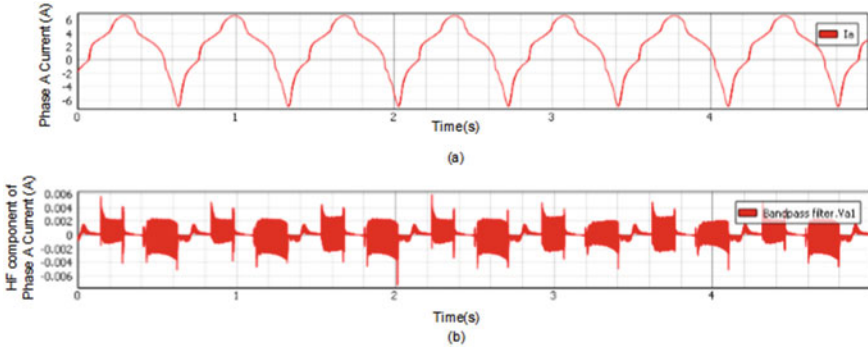 Phase A Current (A)
6
4
2
0
-2
-4
-6
Ia
0 1 2 3 4
Time(s)
(a)
HF component of
Phase A Current (A)
0.006
0.004
0.002
0
-0.002
-0.004
-0.006
Bandpass filter.Va1
0 1 2 3 4
Time(s)
(b)